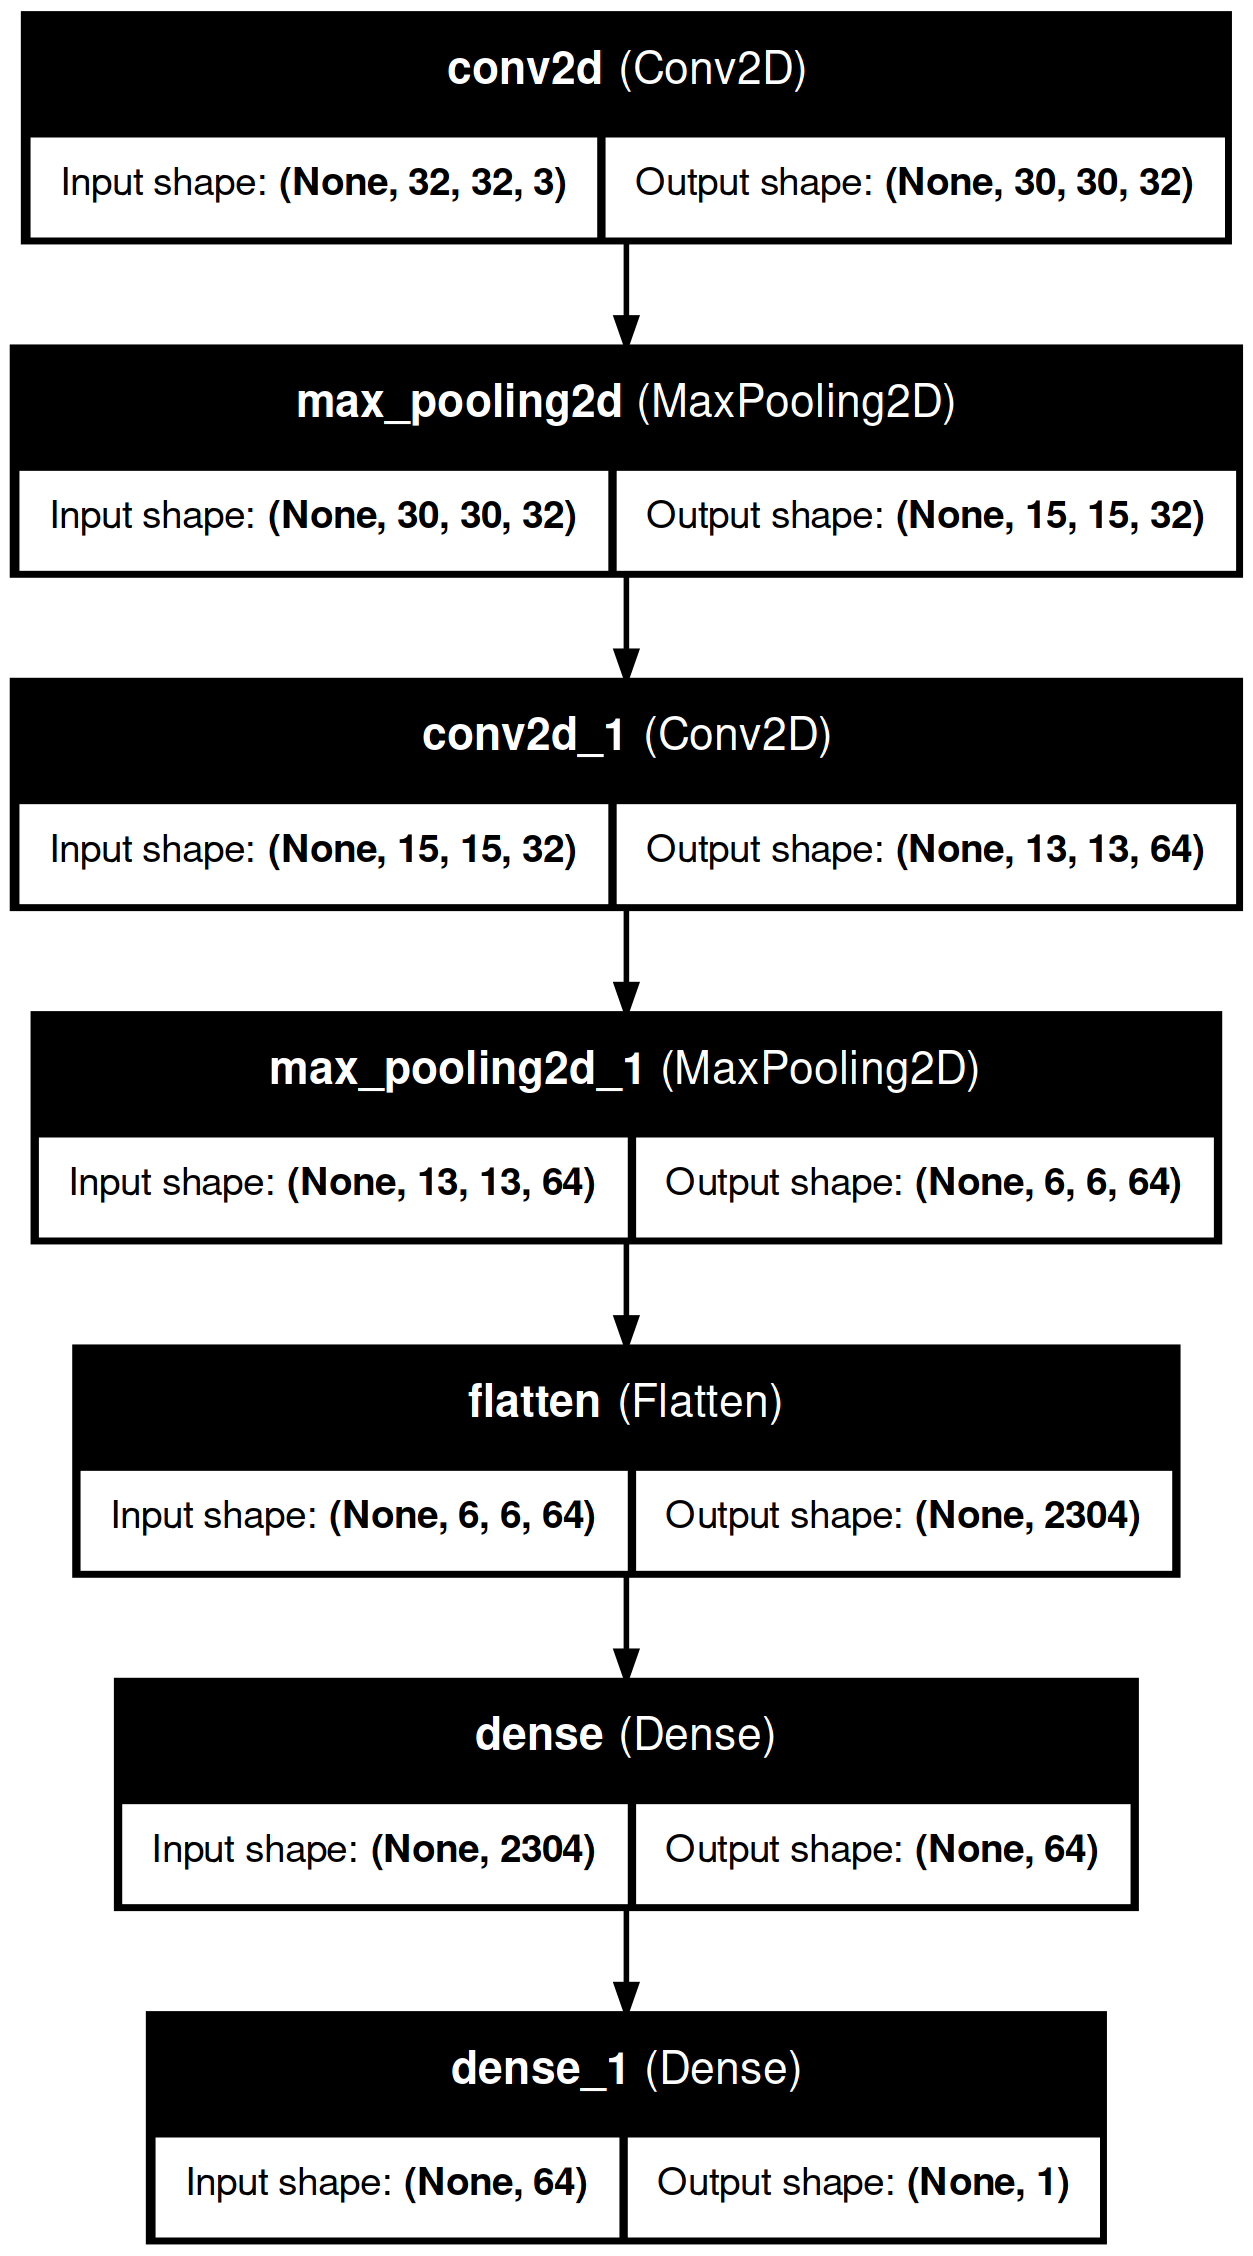 conv2d (Conv2D)
Input shape: (None, 32, 32, 3) Output shape: (None, 30, 30, 32)
max_pooling2d (MaxPooling2D)
Input shape: (None, 30, 30, 32) Output shape: (None, 15, 15, 32)
conv2d_1 (Conv2D)
Input shape: (None, 15, 15, 32) Output shape: (None, 13, 13, 64)
max_pooling2d_1 (MaxPooling2D)
Input shape: (None, 13, 13, 64) Output shape: (None, 6, 6, 64)
flatten (Flatten)
Input shape: (None, 6, 6, 64) Output shape: (None, 2304)
dense (Dense)
Input shape: (None, 2304) Output shape: (None, 64)
dense_1 (Dense)
Input shape: (None, 64) Output shape: (None, 1)